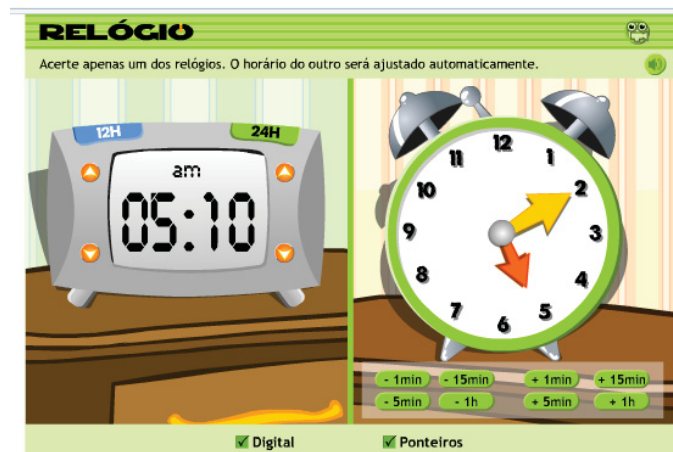 RELÓGIO
Acerte apenas um dos relógios. O horário do outro será ajustado automaticamente.
12H 24H
am
05:10
12
1
2
3
4
5
6
7
8
9
10
11
- 1min - 15min + 1min + 15min
- 5min - 1h + 5min + 1h
Digital Ponteiros